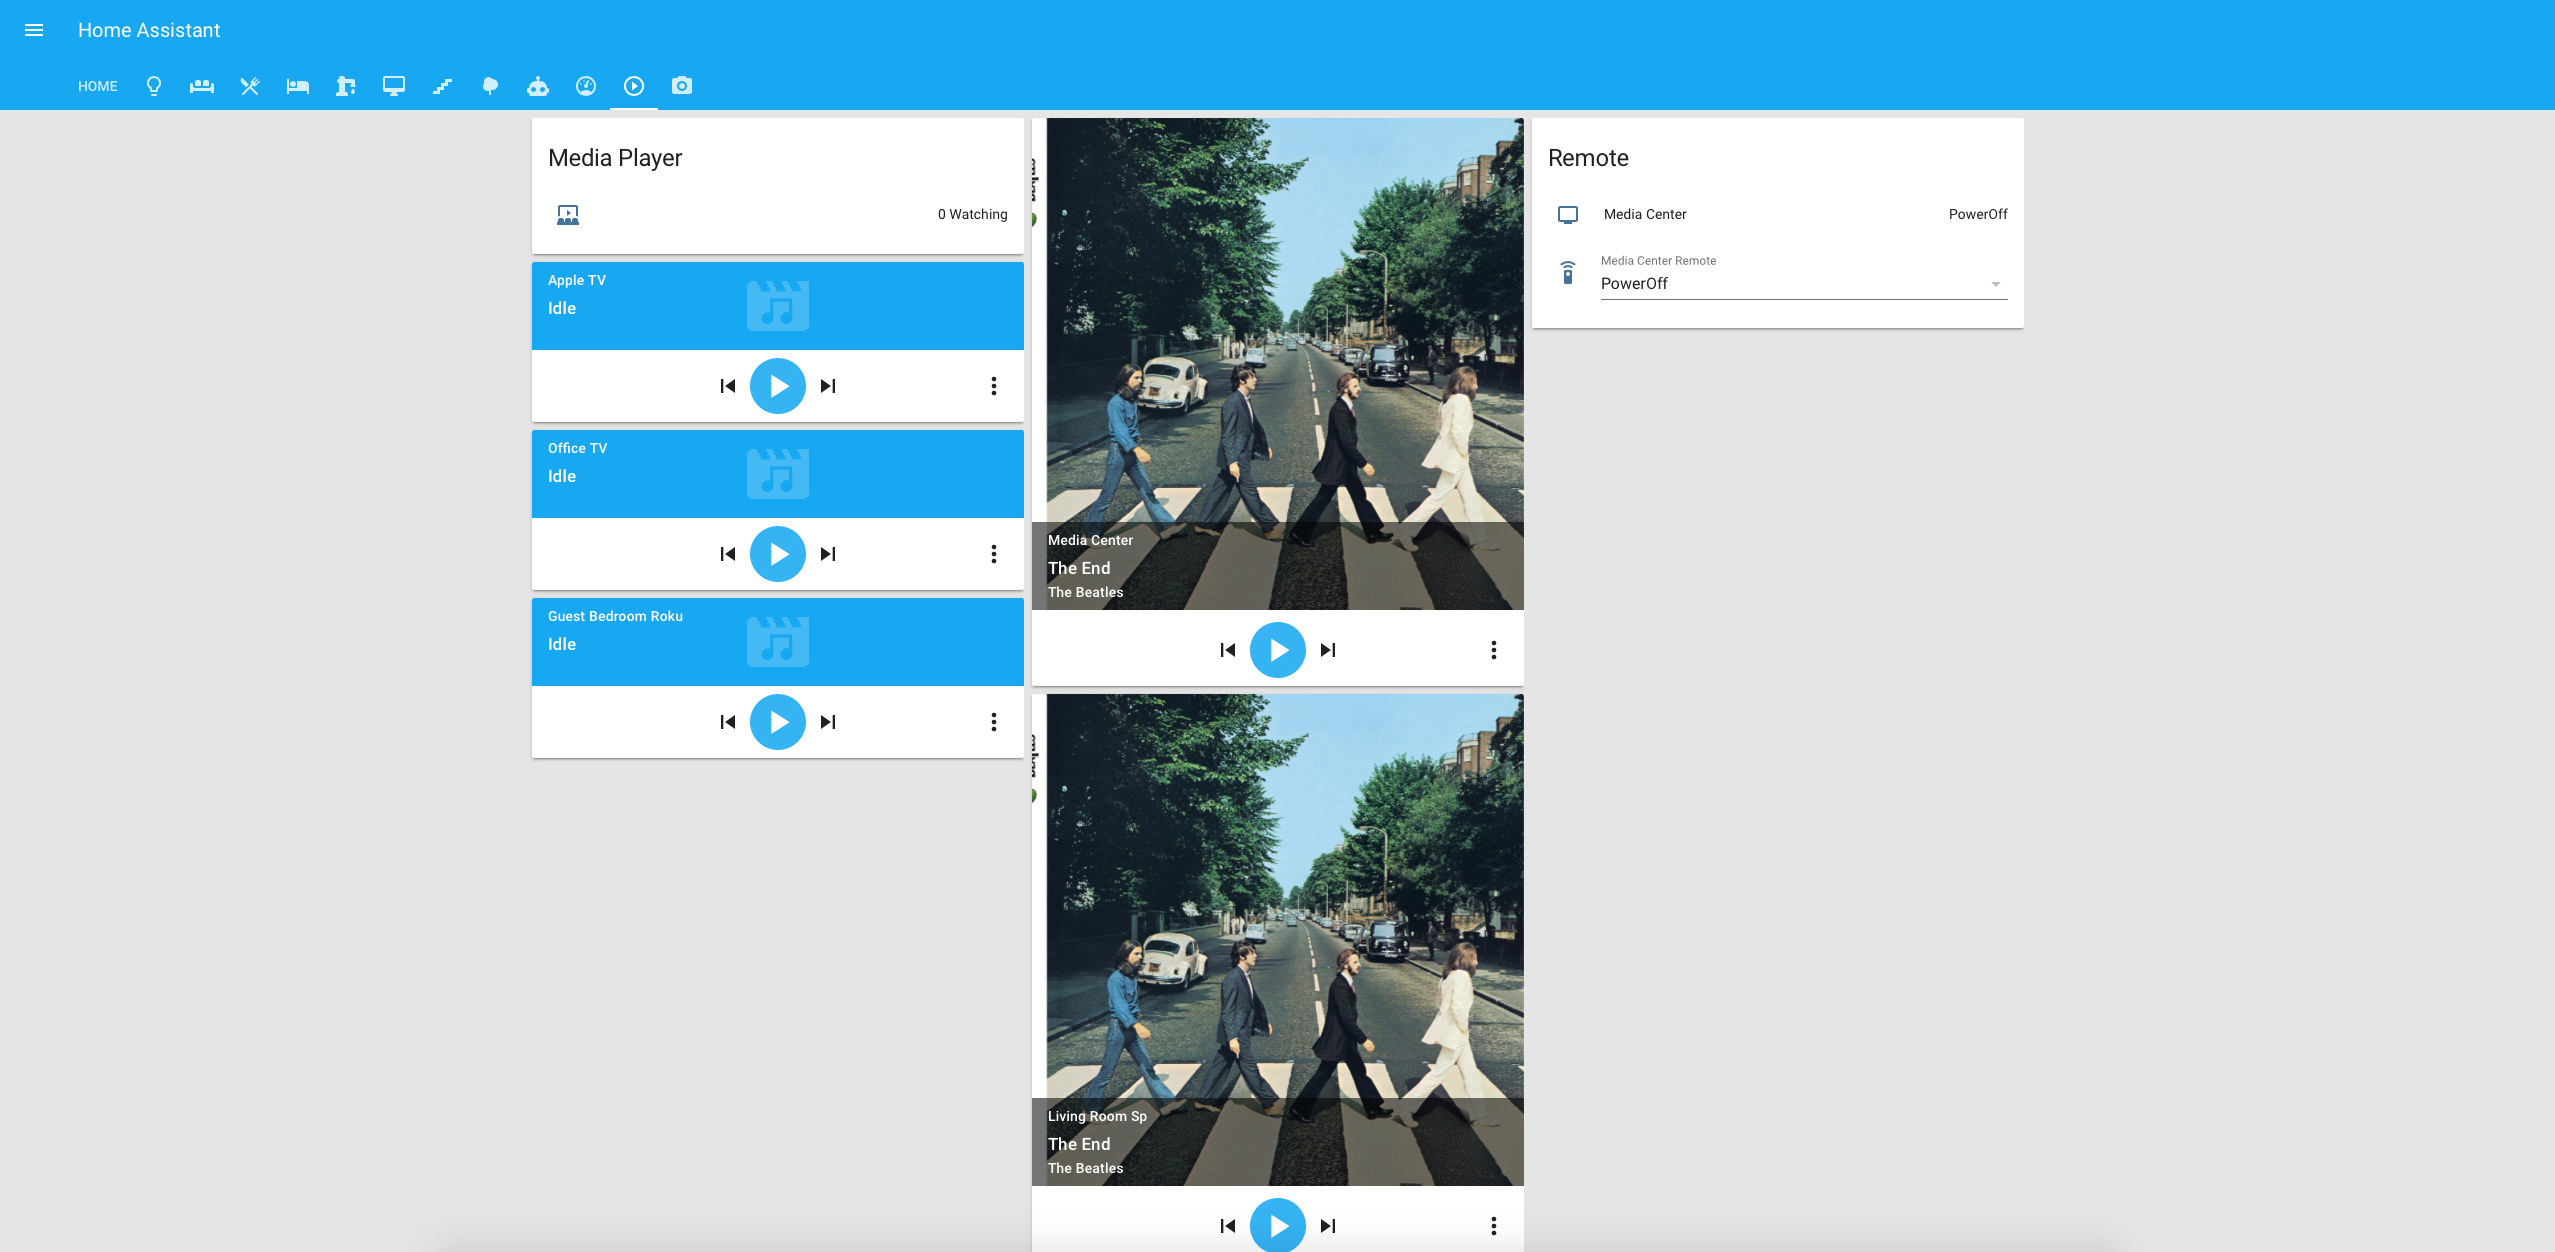 Home Assistant
HOME
Media Player
0 Watching
Apple TV
Idle
Office TV
Idle
Guest Bedroom Roku
Idle
Media Center
The End
The Beatles
Living Room Sp
The End
The Beatles
Remote
Media Center PowerOff
Media Center Remote
PowerOff